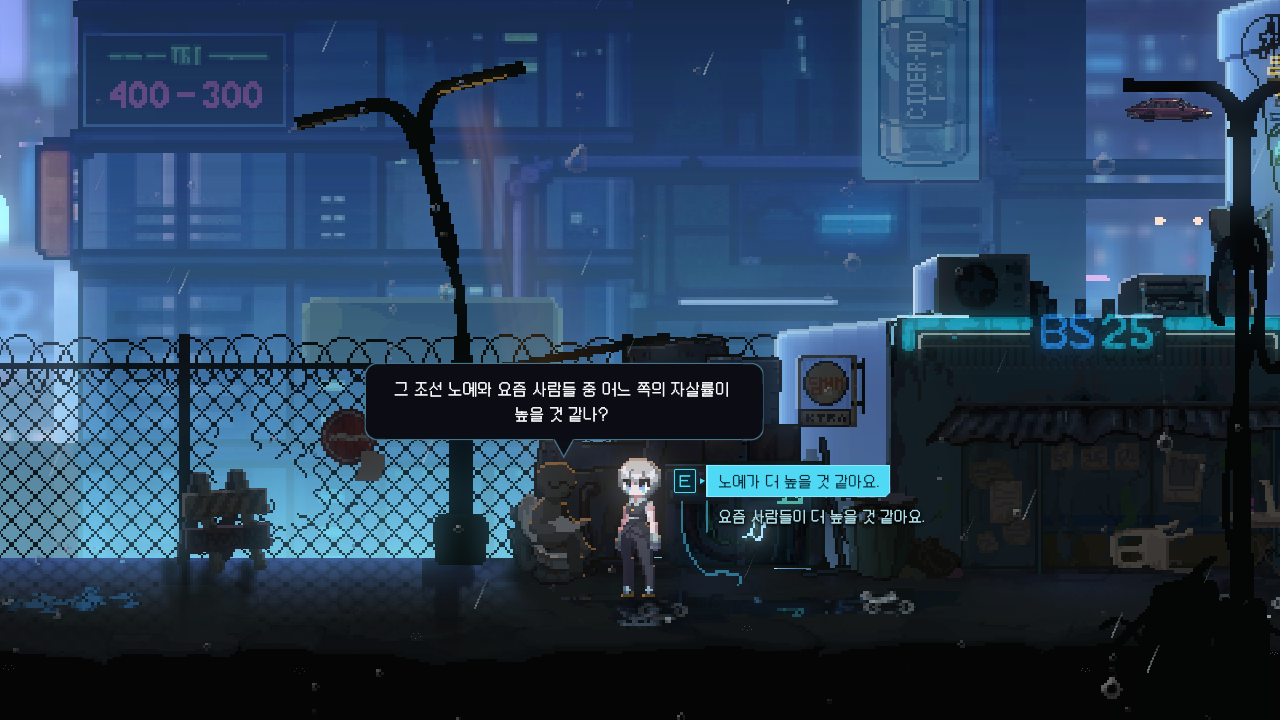 TRT
400-300
CIDER-AD
BS25
그 조선 노예와 요즘 사람들 중 어느 쪽의 자살률이
높을 것 같나?
E
노예가 더 높을 것 같아요.
요즘 사람들이 더 높을 것 같아요.